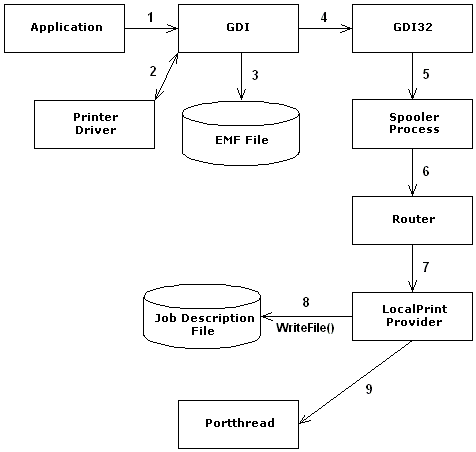 1
4
Application
GDI
GDI32
2
3
5
Printer
Driver
EMF File
Spooler
Process
6
Router
7
8
Job Description
File
WriteFile()
LocalPrint
Provider
9
Portthread